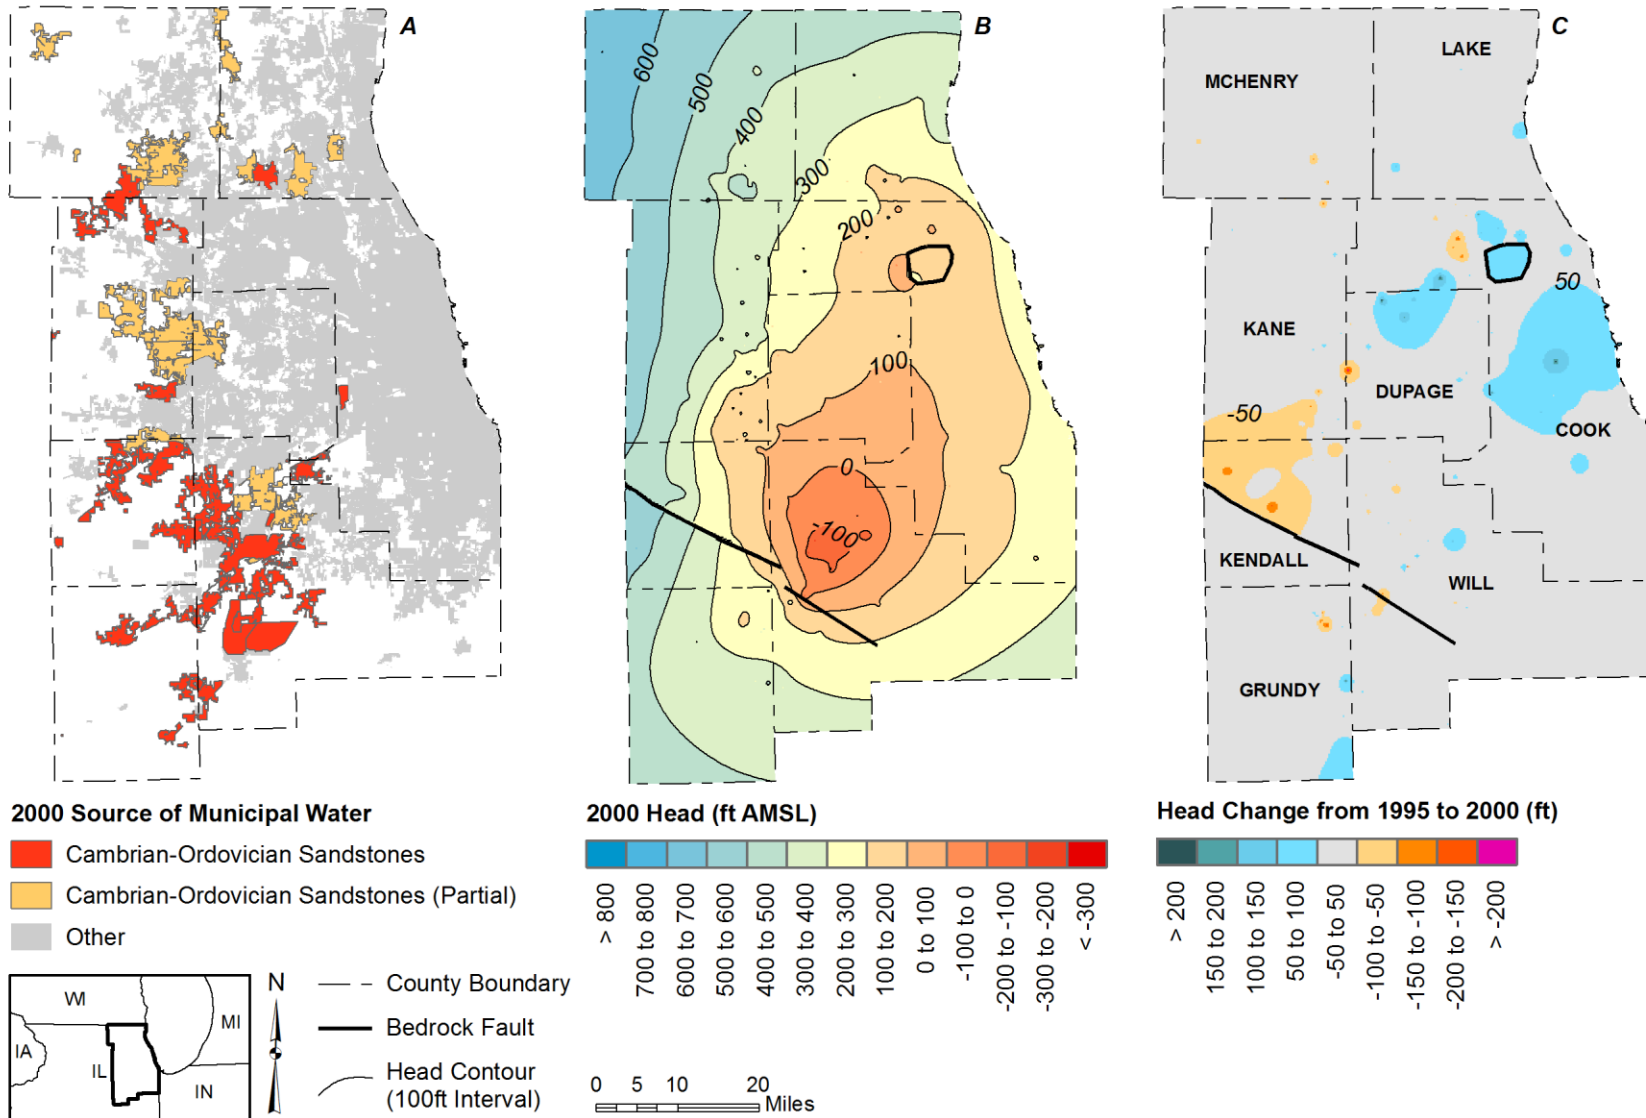 A
B
C
600
500
400
300
200
100
0
-100
LAKE
MCHENRY
50
KANE
DUPAGE
-50
COOK
KENDALL
WILL
GRUNDY
2000 Source of Municipal Water
Cambrian-Ordovician Sandstones
Cambrian-Ordovician Sandstones (Partial)
Other
2000 Head (ft AMSL)
> 800
700 to 800
600 to 700
500 to 600
400 to 500
300 to 400
200 to 300
100 to 200
0 to 100
-100 to 0
-200 to -100
-300 to -200
< -300
Head Change from 1995 to 2000 (ft)
> 200
150 to 200
100 to 150
50 to 100
-50 to 50
-100 to -50
-150 to -100
-200 to -150
> -200
WI
MI
IA
IL
IN
N
County Boundary
Bedrock Fault
Head Contour
(100ft Interval)
0 5 10 20
Miles